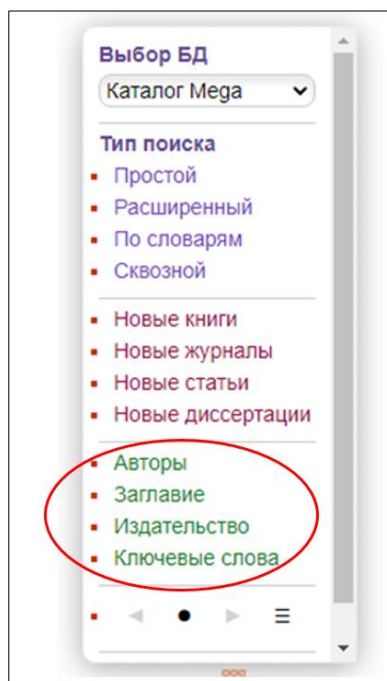 Выбор БД
Каталог Mega
Тип поиска
Простой
Расширенный
По словарям
Сквозной
Новые книги
Новые журналы
Новые статьи
Новые диссертации
Авторы
Заглавие
Издательство
Ключевые слова